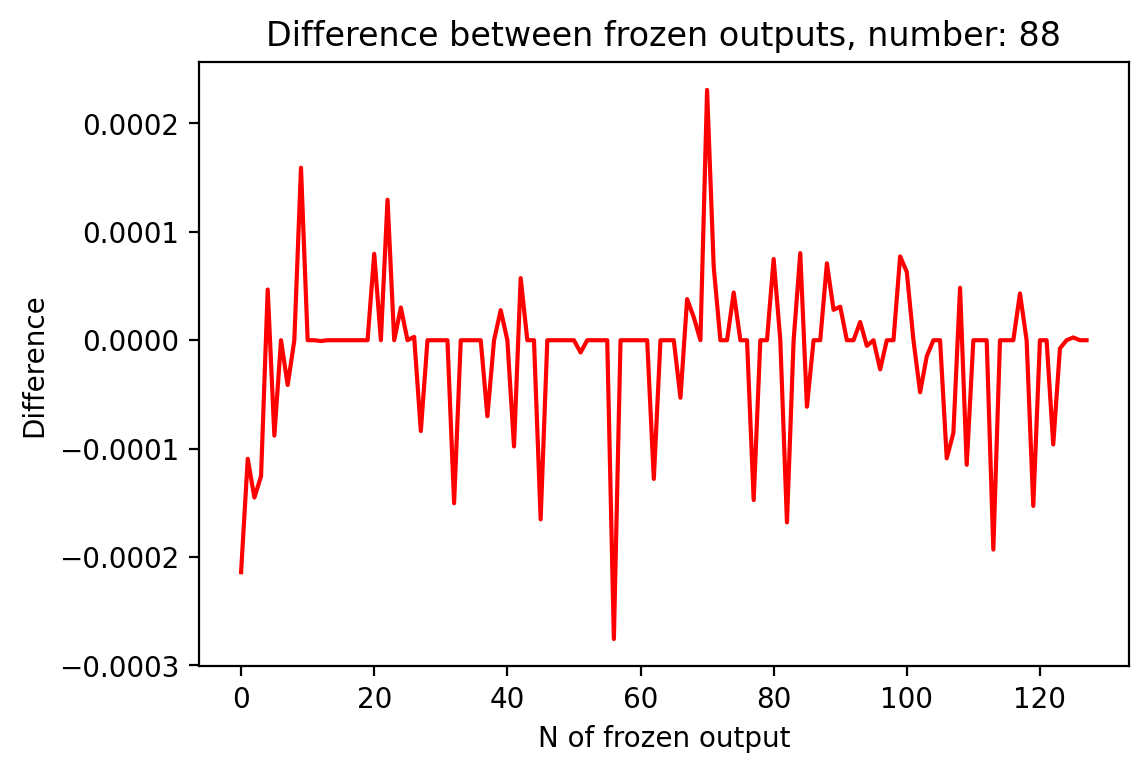 Difference between frozen outputs, number: 88
0.0002
0.0001
0.0000
−0.0001
−0.0002
−0.0003
Difference
0 20 40 60 80 100 120
N of frozen output